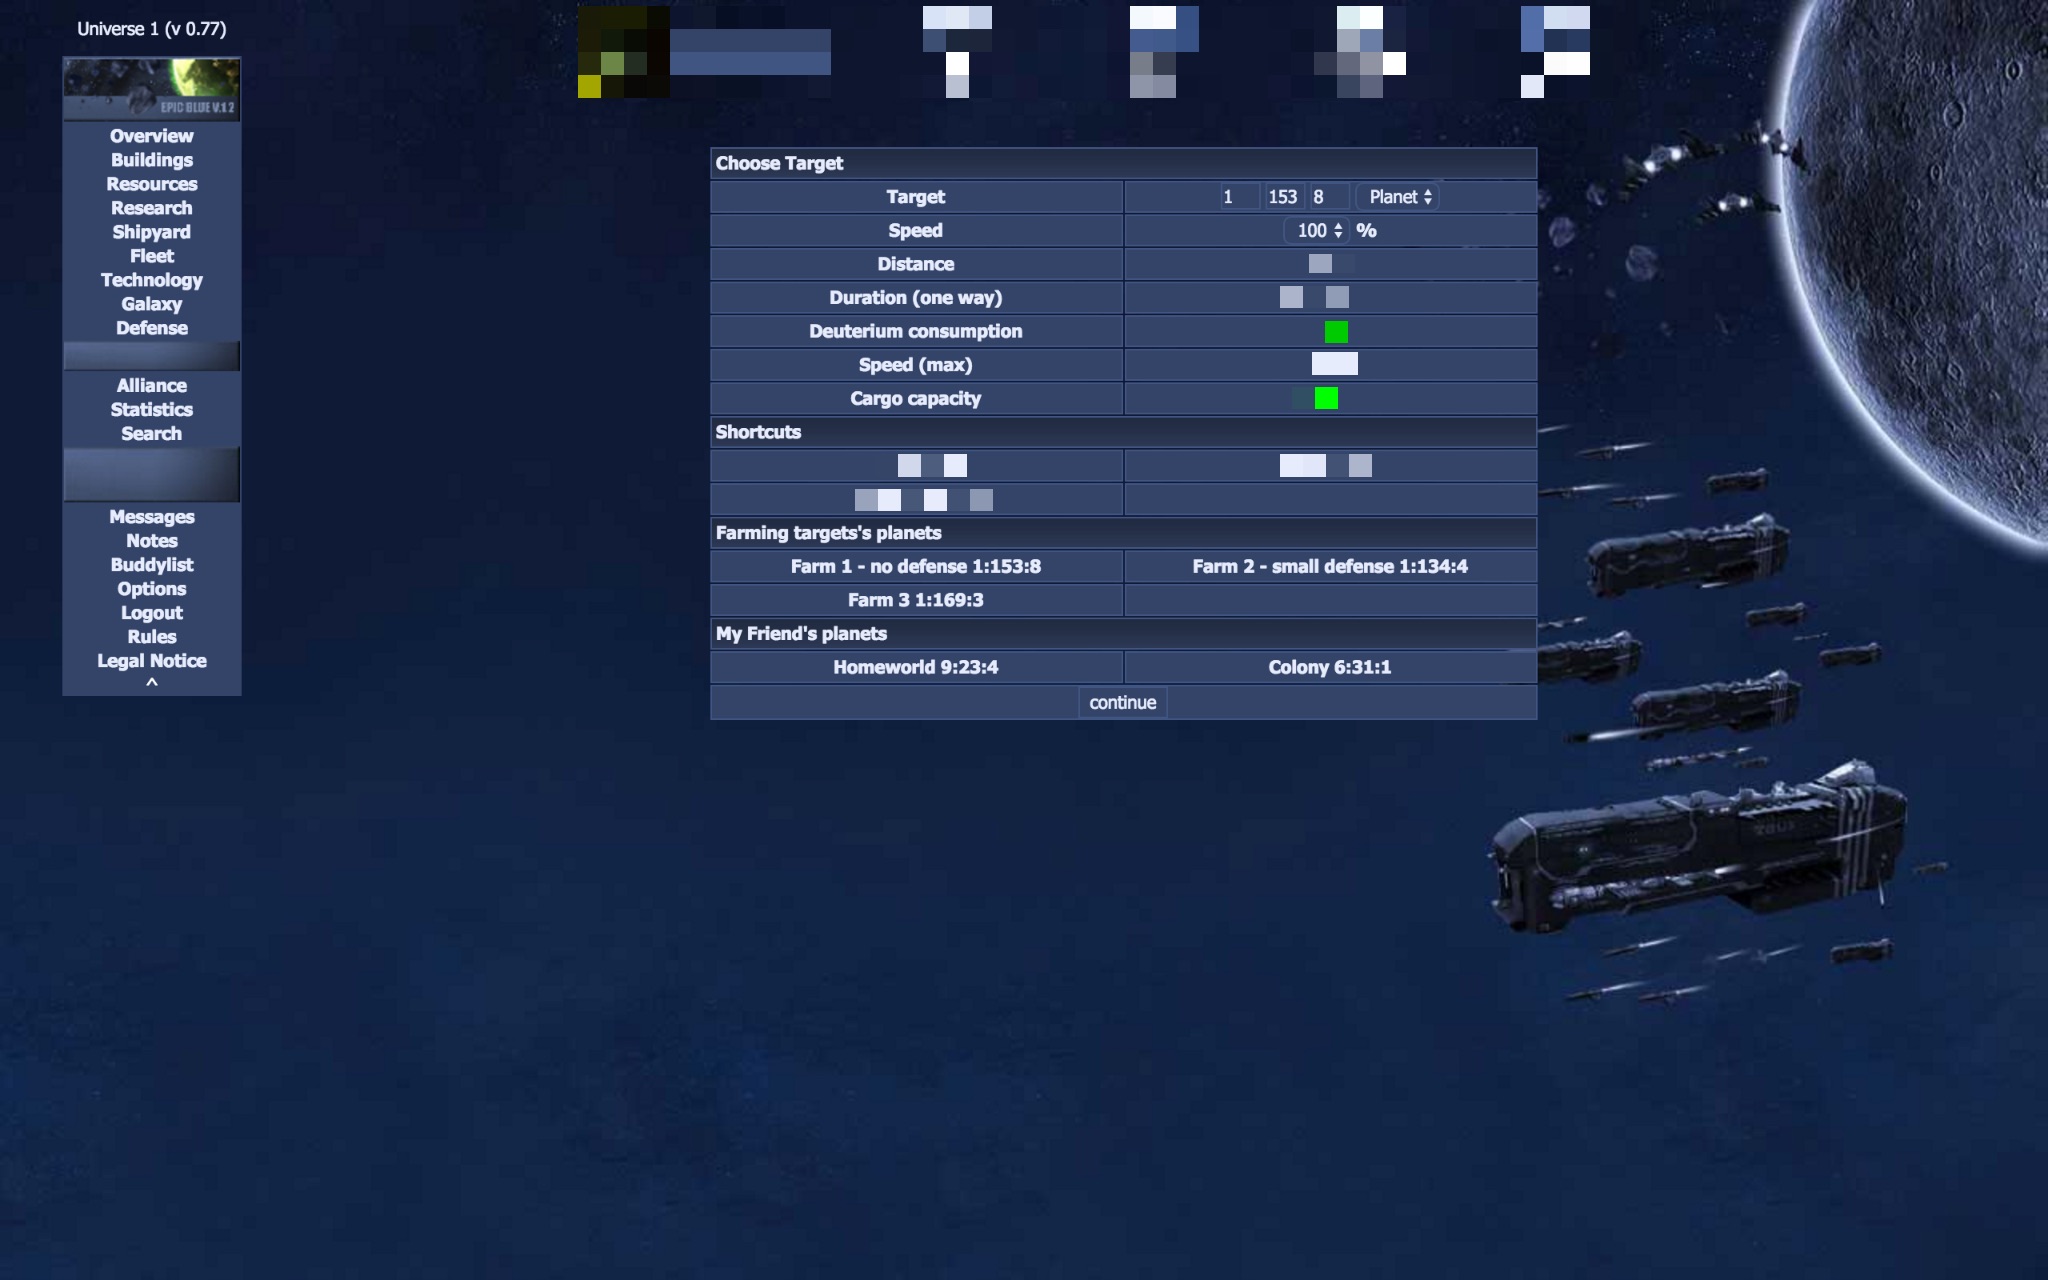 Universe 1 (v 0.77)
EPIC BLUE V.1 2
Overview
Buildings
Resources
Research
Shipyard
Fleet
Technology
Galaxy
Defense
Alliance
Statistics
Search
Messages
Notes
Buddylist
Options
Logout
Rules
Legal Notice
^
Choose Target
Target 1 153 8 Planet
Speed 100 %
Distance
Duration (one way)
Deuterium consumption
Speed (max)
Cargo capacity
Shortcuts
Farming targets's planets
Farm 1 - no defense 1:153:8 Farm 2 - small defense 1:134:4
Farm 3 1:169:3
My Friend's planets
Homeworld 9:23:4 Colony 6:31:1
continue